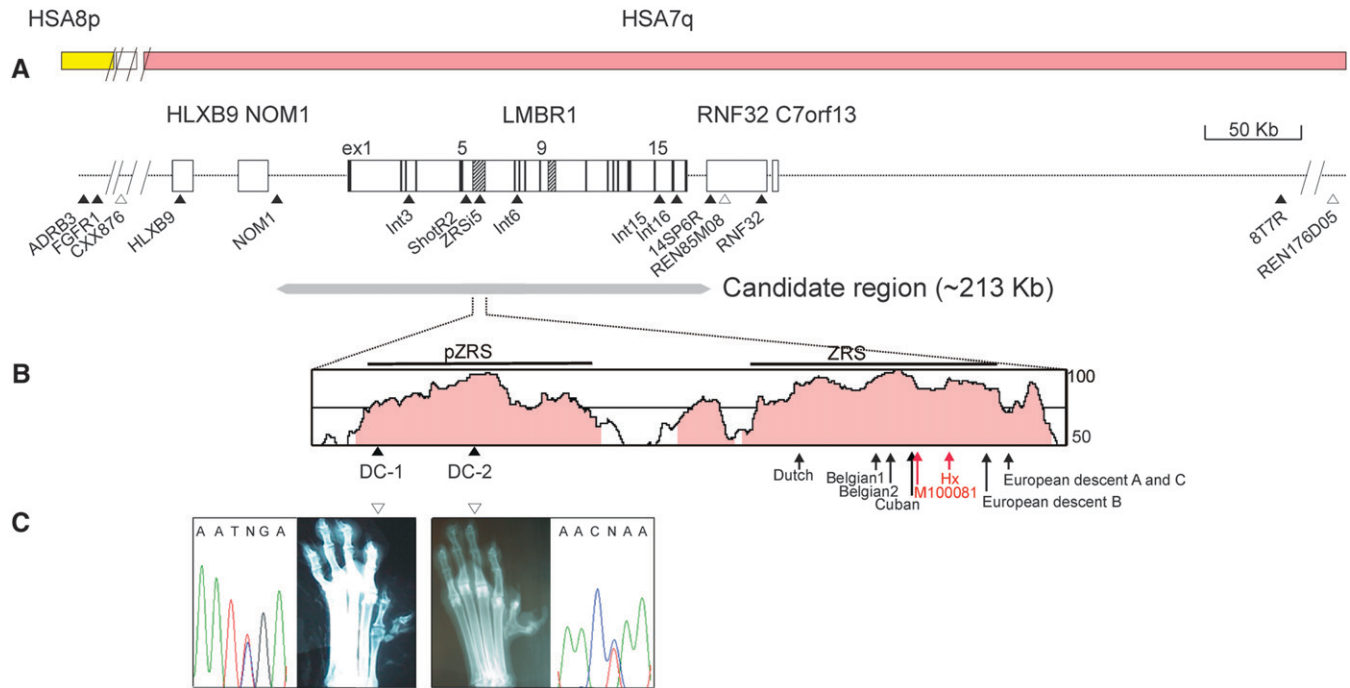 HSA8p HSA7q
A
HLXB9 NOM1 LMBR1 RNF32 C7orf13
50 Kb
ex1 5 9 15
ADRB3
FGFR1
CXX876
HLXB9
NOM1
Int3
ShotR2
ZRSi5
Int6
Int15
Int16
14SP6R
REN85M08
RNF32
8T7R
REN176D05
Candidate region (~213 Kb)
B
pZRS ZRS
100
50
DC-1 DC-2
Dutch
Belgian1
Belgian2
Cuban
M100081
Hx
European descent A and C
European descent B
C
A A T N G A
A A C N A A